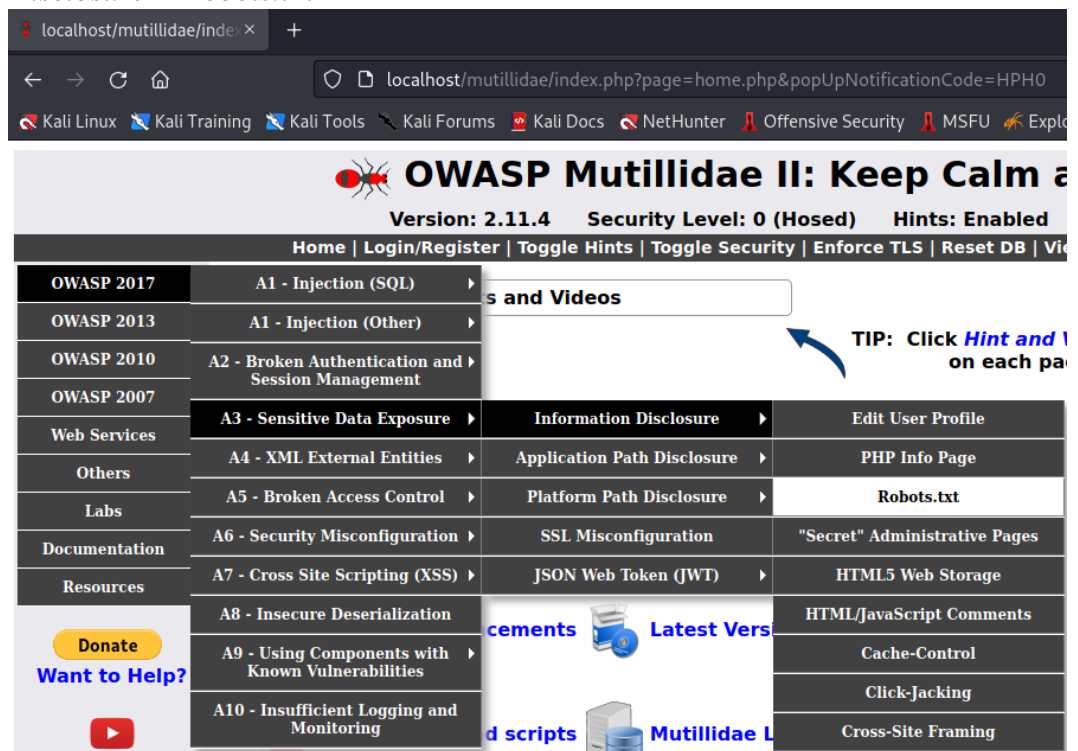 localhost/mutillidae/inde
localhost/mutillidae/index.php?page=home.php&popUpNotificationCode=HPH0
Kali Linux Kali Training Kali Tools Kali Forums Kali Docs NetHunter Offensive Security MSFU Explo
OWASP Mutillidae II: Keep Calm a
Version: 2.11.4 Security Level: 0 (Hosed) Hints: Enabled
Home | Login/Register | Toggle Hints | Toggle Security | Enforce TLS | Reset DB | Vie
OWASP 2017
OWASP 2013
OWASP 2010
OWASP 2007
Web Services
Others
Labs
Documentation
Resources
Donate
Want to Help?
A1 - Injection (SQL)
A1 - Injection (Other)
A2 - Broken Authentication and
Session Management
A3 - Sensitive Data Exposure
A4 - XML External Entities
A5 - Broken Access Control
A6 - Security Misconfiguration
A7 - Cross Site Scripting (XSS)
A8 - Insecure Deserialization
A9 - Using Components with
Known Vulnerabilities
A10 - Insufficient Logging and
Monitoring
s and Videos
TIP: Click Hint and V
on each pa
Information Disclosure
Application Path Disclosure
Platform Path Disclosure
SSL Misconfiguration
JSON Web Token (JWT)
Edit User Profile
PHP Info Page
Robots.txt
"Secret" Administrative Pages
HTML5 Web Storage
HTML/JavaScript Comments
Cache-Control
Click-Jacking
Cross-Site Framing
cements Latest Versi
d scripts Mutillidae L